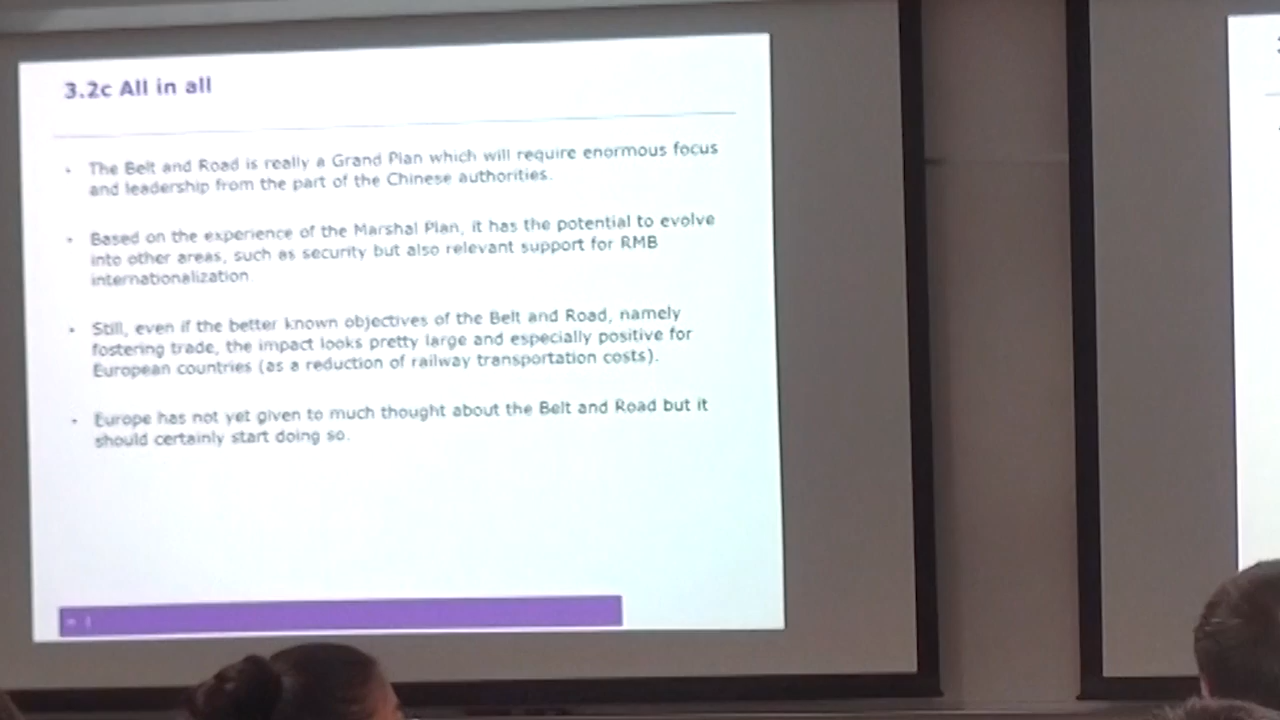 3.2c All in all
The Belt and Road is really a Grand Plan which will require enormous focus
and leadership from the part of the Chinese authorities.
Based on the experience of the Marshal Plan, it has the potential to evolve
into other areas, such as security but also relevant support for RMB
internationalization
Still, even if the better known objectives of the Belt and Road, namely
fostering trade, the impact looks pretty large and especially positive for
European countries (as a reduction of railway transportation costs).
Europe has not yet given to much thought about the Belt and Road but it
should certainly start doing so.